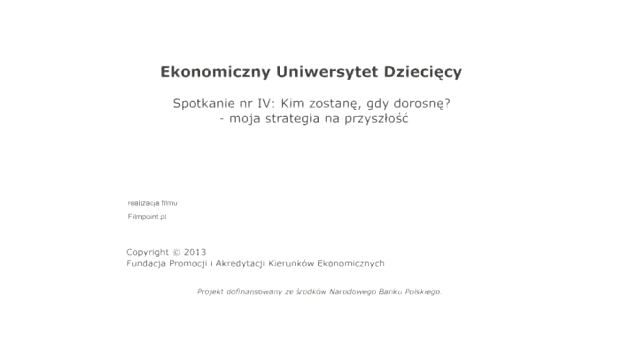 Ekonomiczny Uniwersytet Dziecięcy
Spotkanie nr IV: Kim zostanę, gdy dorosnę?
- moja strategia na przyszłość
realizacja filmu
Filmpoint.pl
Copyright © 2013
Fundacja Promocji i Akredytacji Kierunków Ekonomicznych
Projekt dofinansowany ze środków Narodowego Banku Polskiego.